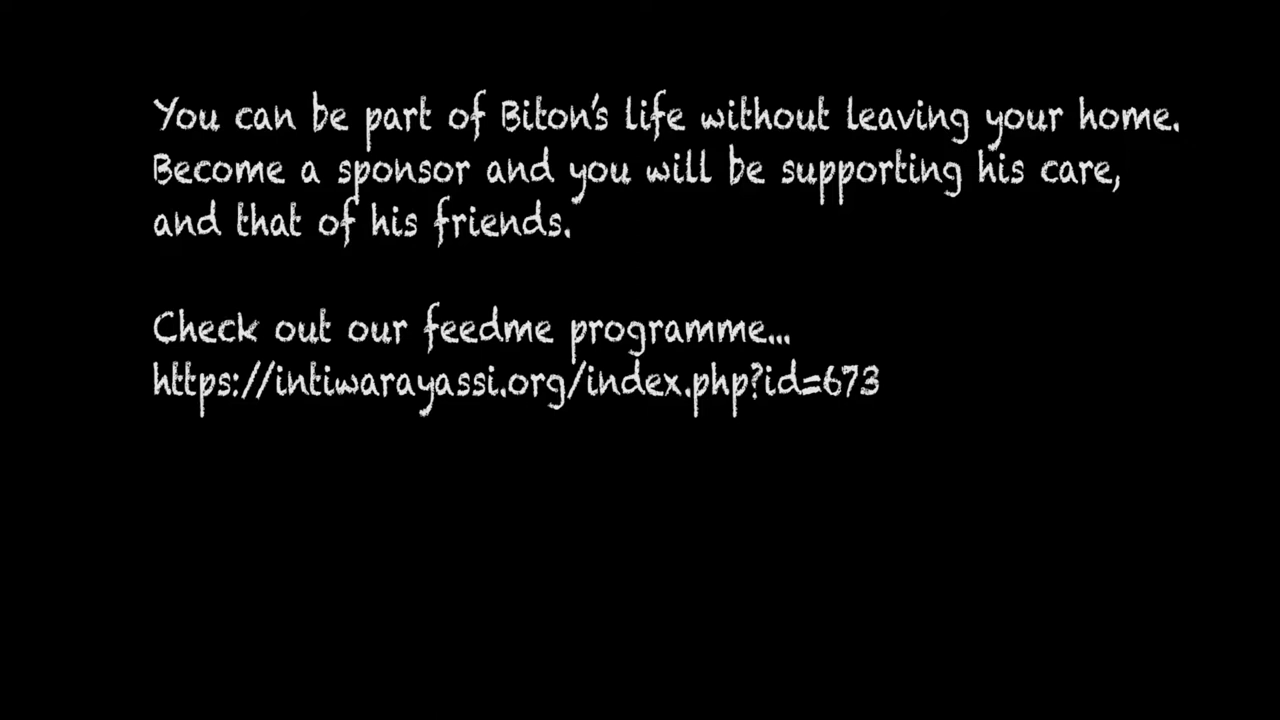 You can be part of Biton's life without leaving your home.
Become a sponsor and you will be supporting his care,
and that of his friends.
Check out our feedme programme...
https://intiwarayassi.org/index.php?id=673